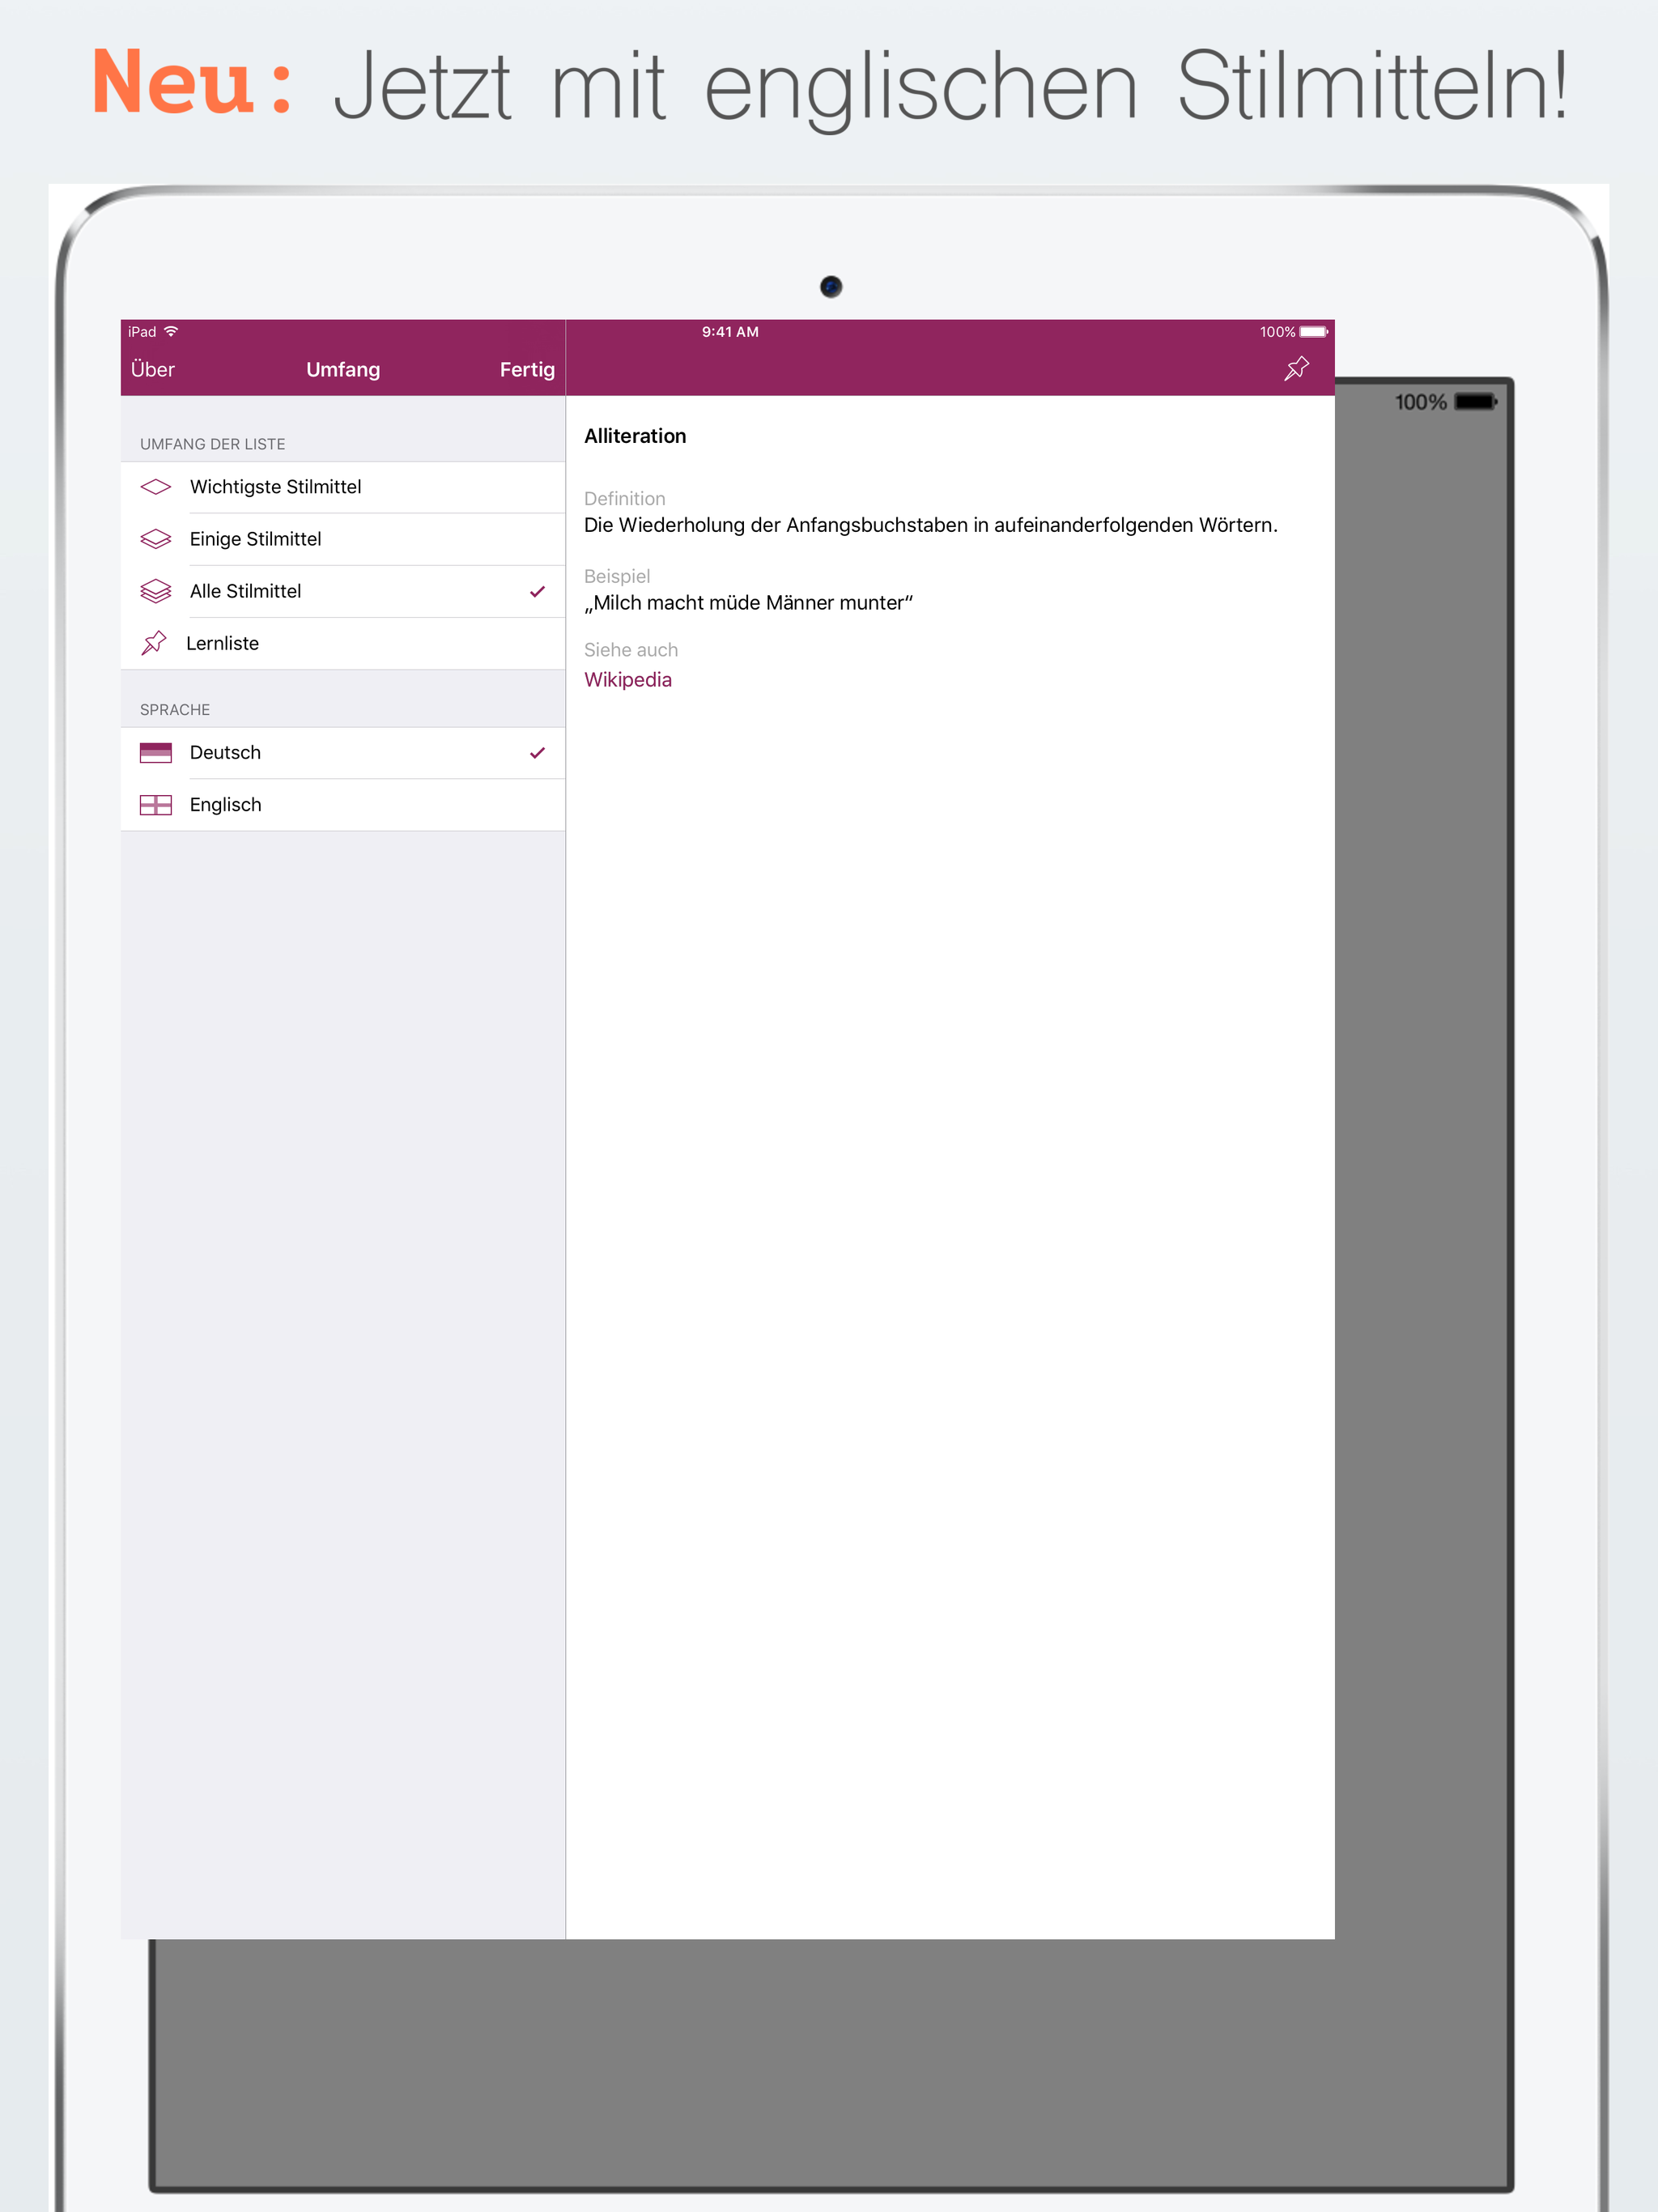 Neu: Jetzt mit englischen Stilmitteln!
iPad 9:41 AM 100%
Über Umfang Fertig
100%
UMFANG DER LISTE
Wichtigste Stilmittel
Einige Stilmittel
Alle Stilmittel
Lernliste
SPRACHE
Deutsch
Englisch
Alliteration
Definition
Die Wiederholung der Anfangsbuchstaben in aufeinanderfolgenden Wörtern.
Beispiel
„Milch macht müde Männer munter“
Siehe auch
Wikipedia